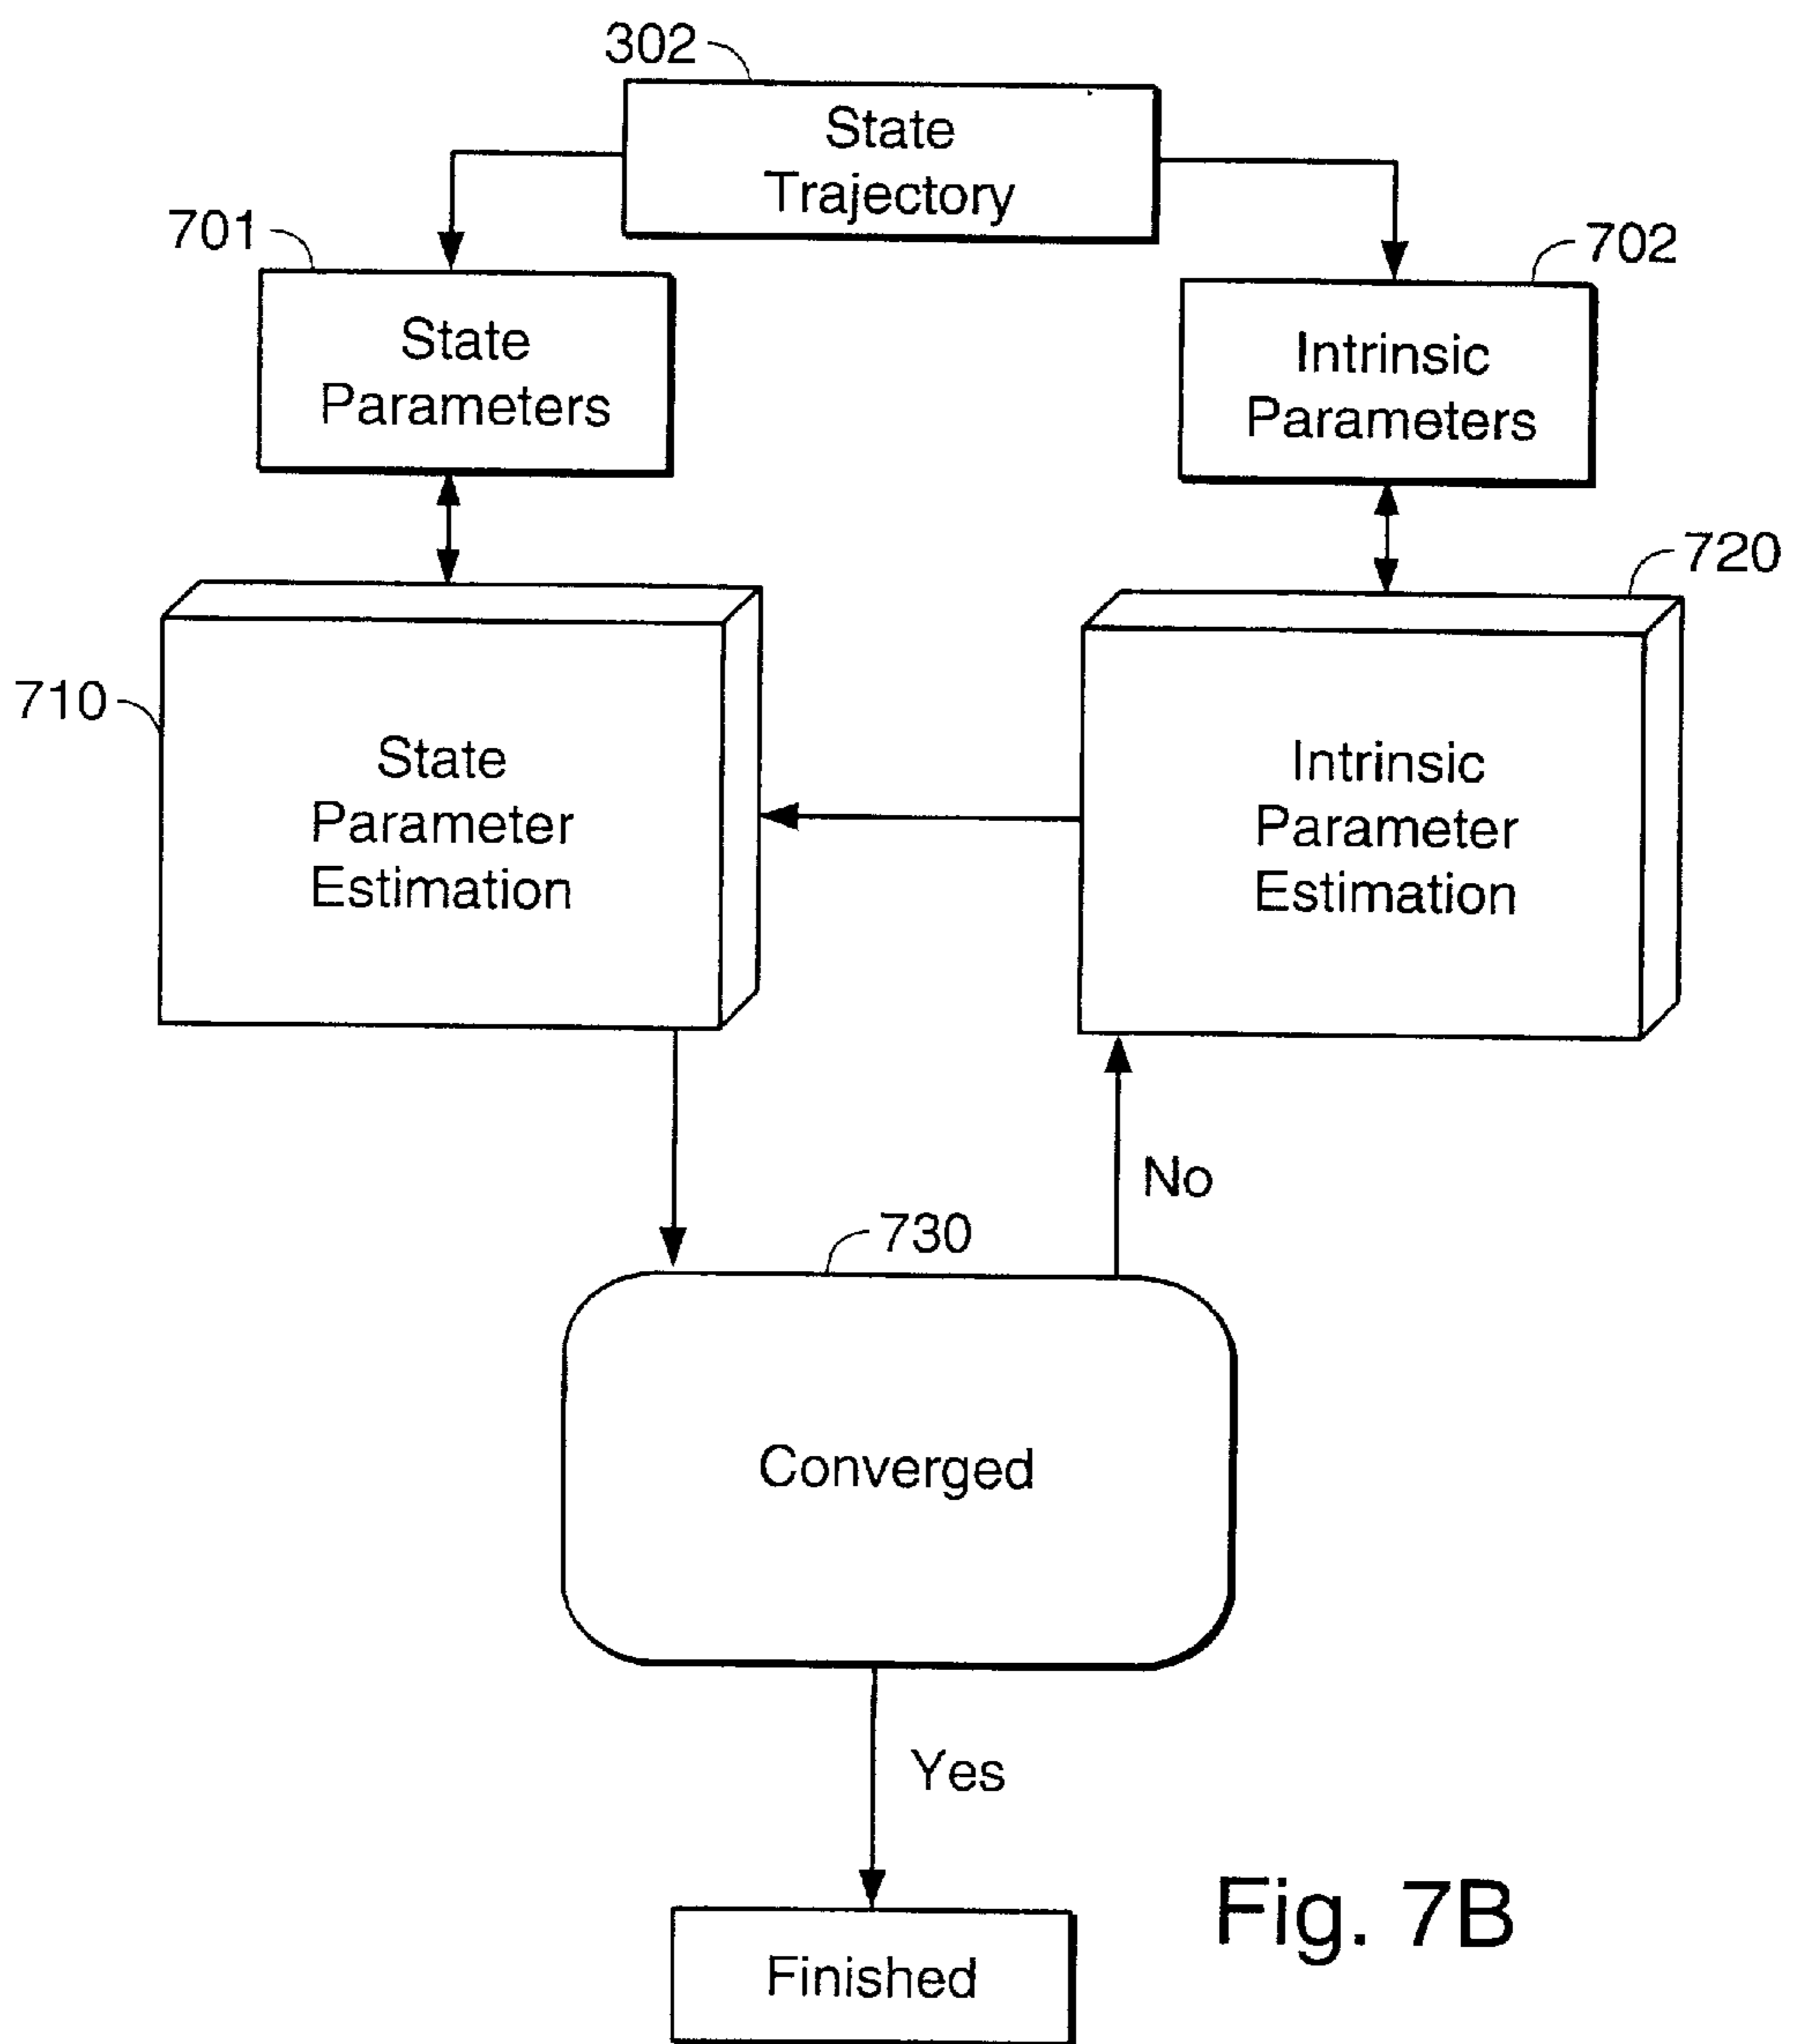 302
State
Trajectory
701
State
Parameters
702
Intrinsic
Parameters
710
State
Parameter
Estimation
720
Intrinsic
Parameter
Estimation
No
730
Converged
Yes
Finished
Fig. 7B